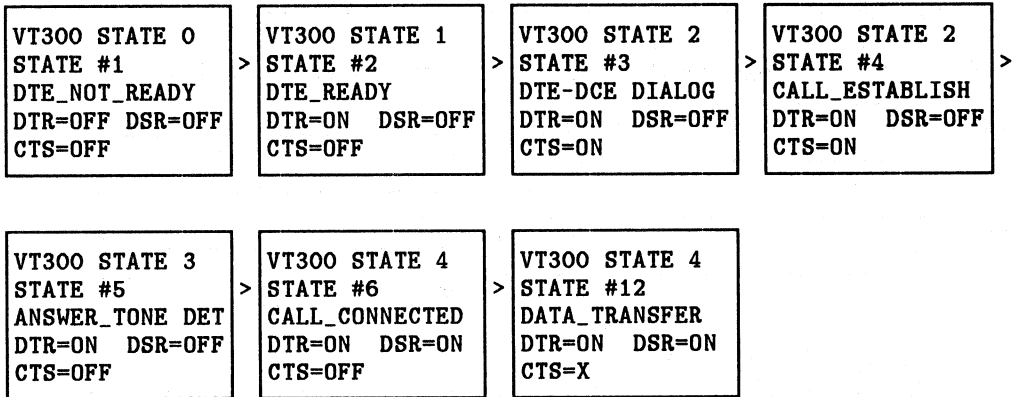 VT300 STATE 0
STATE #1
DTE_NOT_READY
DTR=OFF DSR=OFF
CTS=OFF
>
VT300 STATE 1
STATE #2
DTE_READY
DTR=ON DSR=OFF
CTS=OFF
>
VT300 STATE 2
STATE #3
DTE-DCE DIALOG
DTR=ON DSR=OFF
CTS=ON
>
VT300 STATE 2
STATE #4
CALL_ESTABLISH
DTR=ON DSR=OFF
CTS=ON
>
VT300 STATE 3
STATE #5
ANSWER_TONE DET
DTR=ON DSR=OFF
CTS=OFF
>
VT300 STATE 4
STATE #6
CALL_CONNECTED
DTR=ON DSR=ON
CTS=OFF
>
VT300 STATE 4
STATE #12
DATA_TRANSFER
DTR=ON DSR=ON
CTS=X